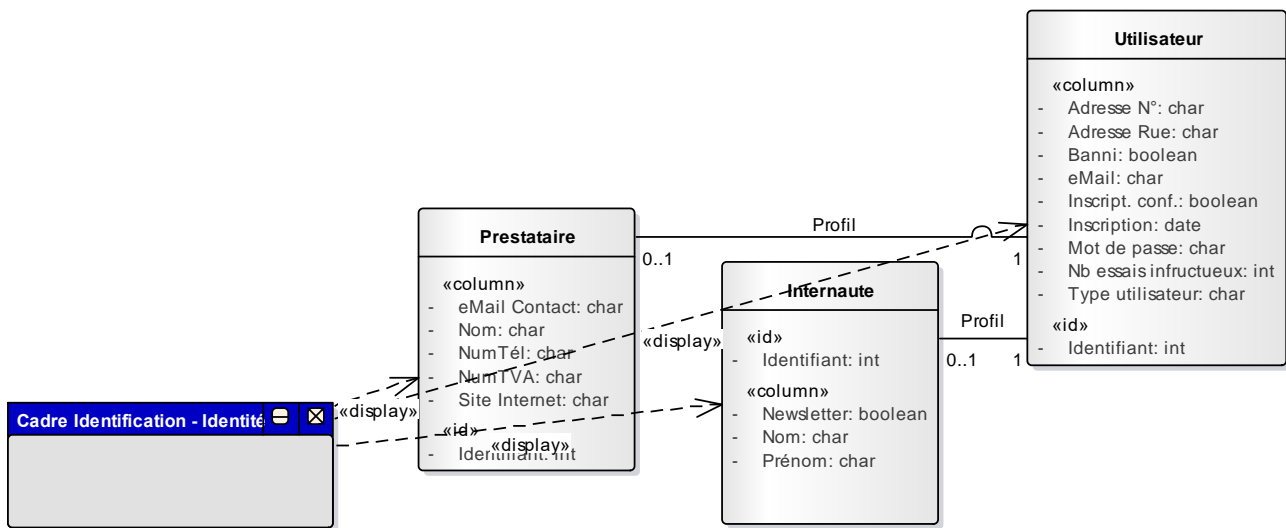 Utilisateur
«column»
- Adresse N°: char
- Adresse Rue: char
- Banni: boolean
- eMail: char
- Inscript. conf.: boolean
- Inscription: date
- Mot de passe: char
- Nb essais infructueux: int
- Type utilisateur: char
«id»
- Identifiant: int
Prestataire
«column»
- eMail Contact: char
- Nom: char
- NumTél: char
- NumTVA: char
- Site Internet: char
«id»
- Identifiant: int
Profil
0..1
1
Internaute
«id»
- Identifiant: int
«column»
- Newsletter: boolean
- Nom: char
- Prénom: char
Profil
0..1
1
«display»
«display»
«display»
Cadre Identification - Identité